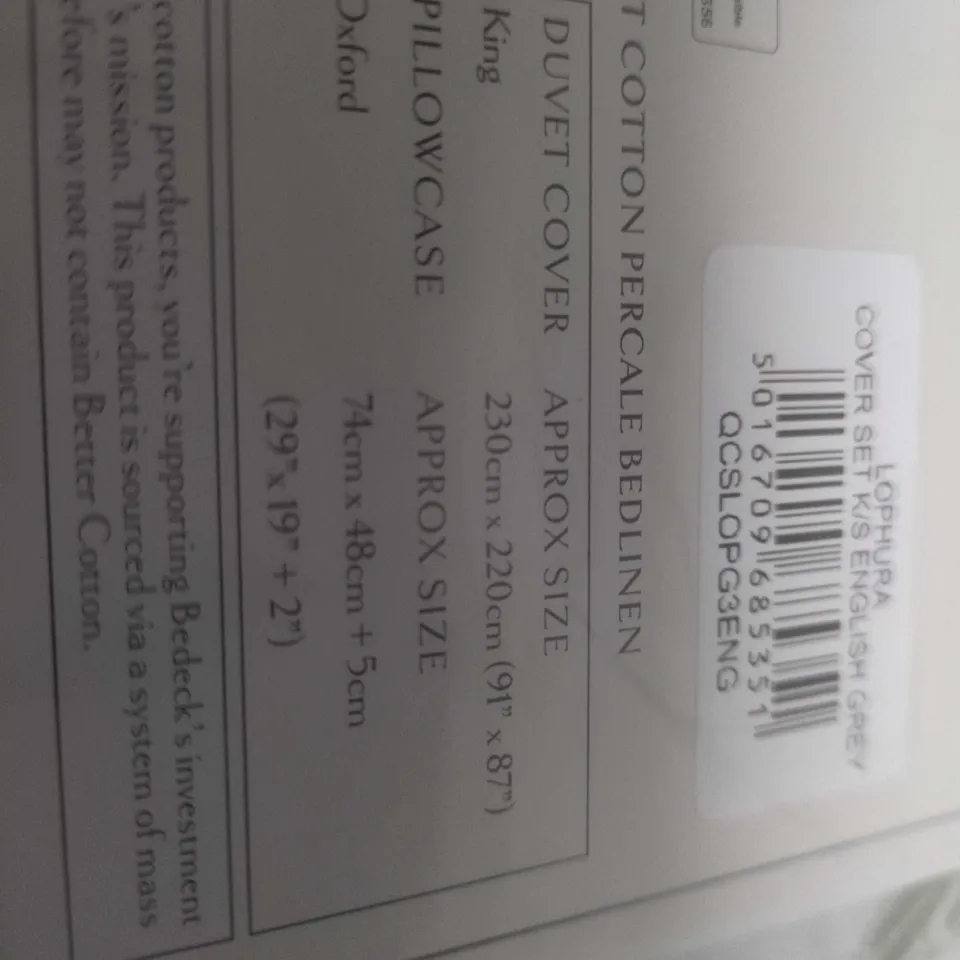 356
LOPHURA
COVER SET K/S ENGLISH GREY
5 016709 685351
QCSLOPG3ENG
T COTTON PERCALE BEDLINEN
DUVET COVER APPROX SIZE
King 230cm x 220cm (91" x 87")
PILLOWCASE APPROX SIZE
Oxford 74cm x 48cm + 5cm
(29" x 19" + 2")
cotton products, you're supporting Bedeck's investment
's mission. This product is sourced via a system of mass
efore may not contain Better Cotton.